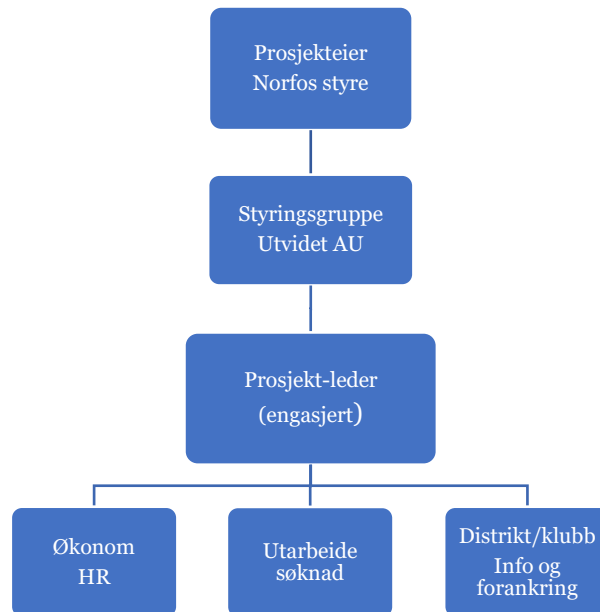 Prosjekteier
Norfos styre
Styringsgruppe
Utvidet AU
Prosjekt-leder
(engasjert)
Økonom
HR
Utarbeide
søknad
Distrikt/klubb
Info og
forankring